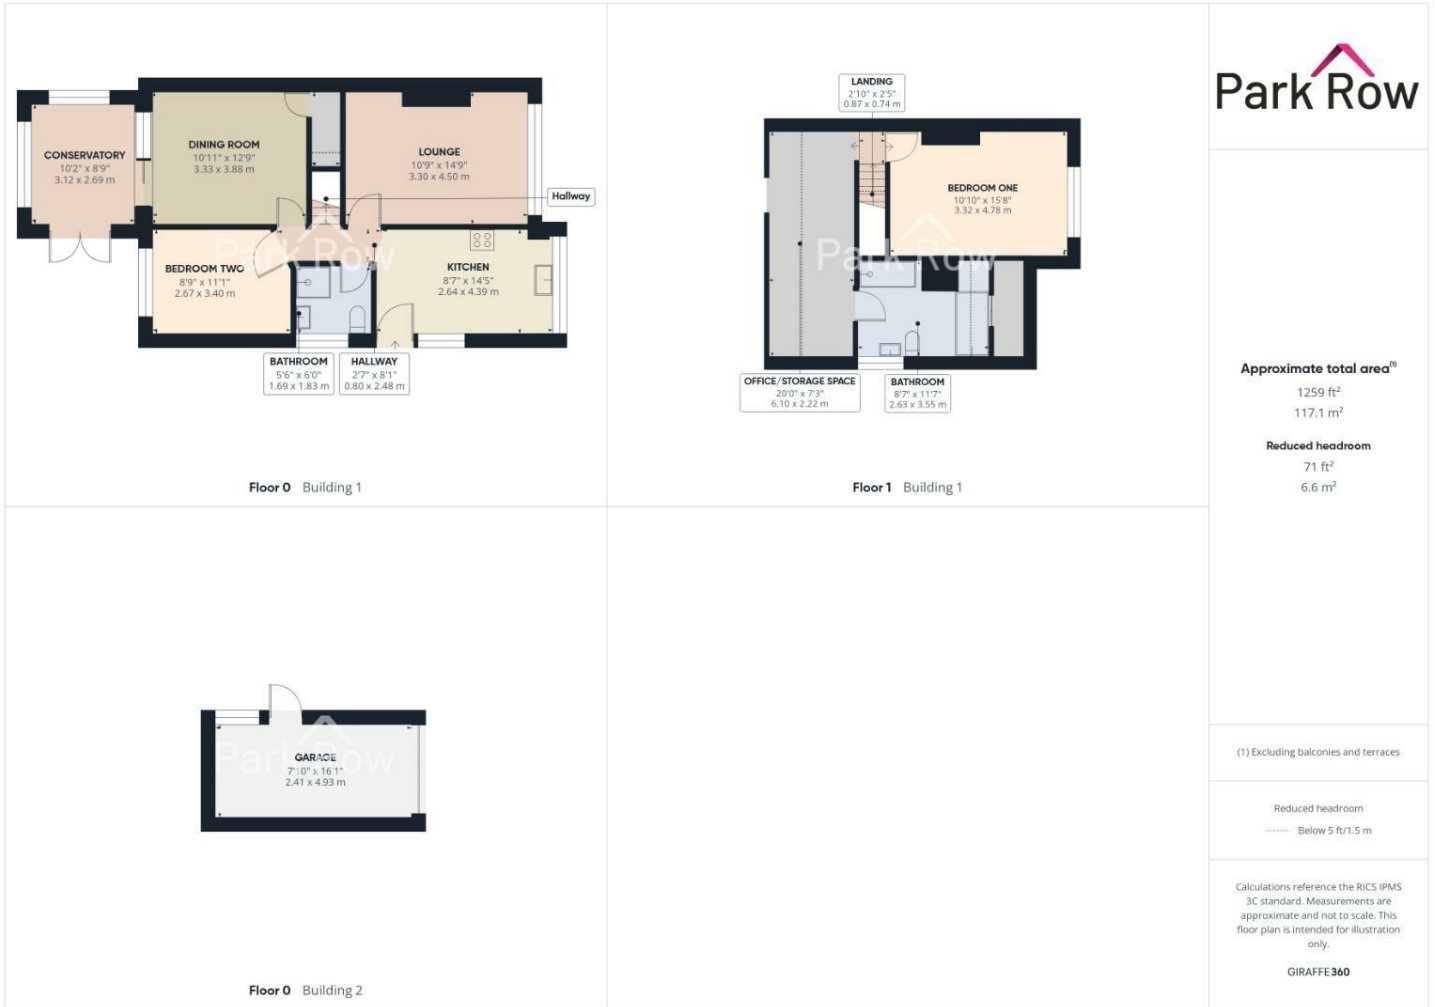 CONSERVATORY
10'2" x 8'9"
3.12 x 2.69 m
DINING ROOM
10'11" x 12'9"
3.33 x 3.88 m
LOUNGE
10'9" x 14'9"
3.30 x 4.50 m
Hallway
BEDROOM TWO
8'9" x 11'1"
2.67 x 3.40 m
KITCHEN
8'7" x 14'5"
2.64 x 4.39 m
Park Row
BATHROOM
5'6" x 6'0"
1.69 x 1.83 m
HALLWAY
2'7" x 8'1"
0.80 x 2.48 m
Floor 0 Building 1
LANDING
2'10" x 2'5"
0.87 x 0.74 m
BEDROOM ONE
10'10" x 15'8"
3.32 x 4.78 m
Park Row
OFFICE/STORAGE SPACE
20'0" x 7'3"
6.10 x 2.22 m
BATHROOM
8'7" x 11'7"
2.63 x 3.55 m
Floor 1 Building 1
GARAGE
7'10" x 16'1"
2.41 x 4.93 m
Park Row
Floor 0 Building 2
Park Row
Approximate total area(1)
1259 ft²
117.1 m²
Reduced headroom
71 ft²
6.6 m²
(1) Excluding balconies and terraces
Reduced headroom
Below 5 ft/1.5 m
Calculations reference the RICS IPMS
3C standard. Measurements are
approximate and not to scale. This
floor plan is intended for illustration
only.
GIRAFFE360